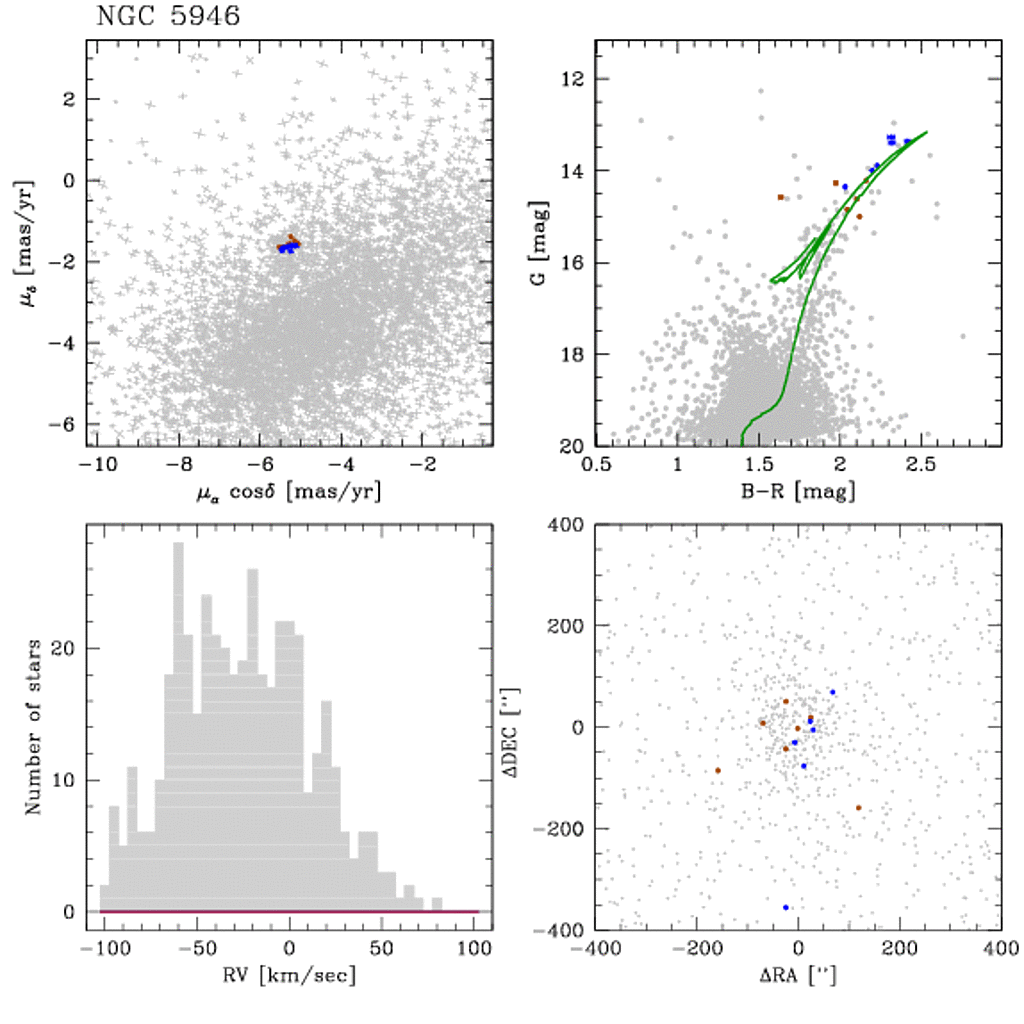 NGC 5946
2
0
−2
−4
−6
μδ [mas/yr]
−10 −8 −6 −4 −2
μα cosδ [mas/yr]
12
14
16
18
20
G [mag]
0.5 1 1.5 2 2.5
B−R [mag]
20
10
0
Number of stars
−100 −50 0 50 100
RV [km/sec]
400
200
0
−200
−400
ΔDEC [″]
−400 −200 0 200 400
ΔRA [″]